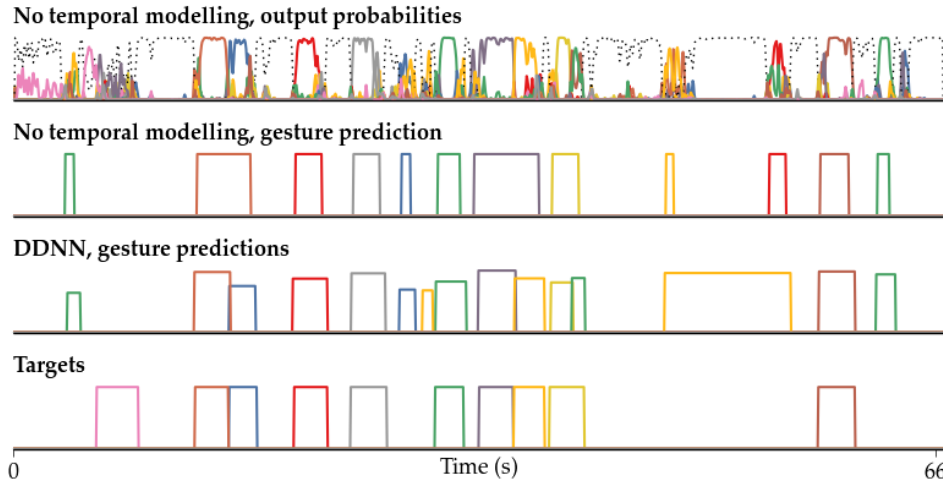 No temporal modelling, output probabilities
No temporal modelling, gesture prediction
DDNN, gesture predictions
Targets
0 Time (s) 66